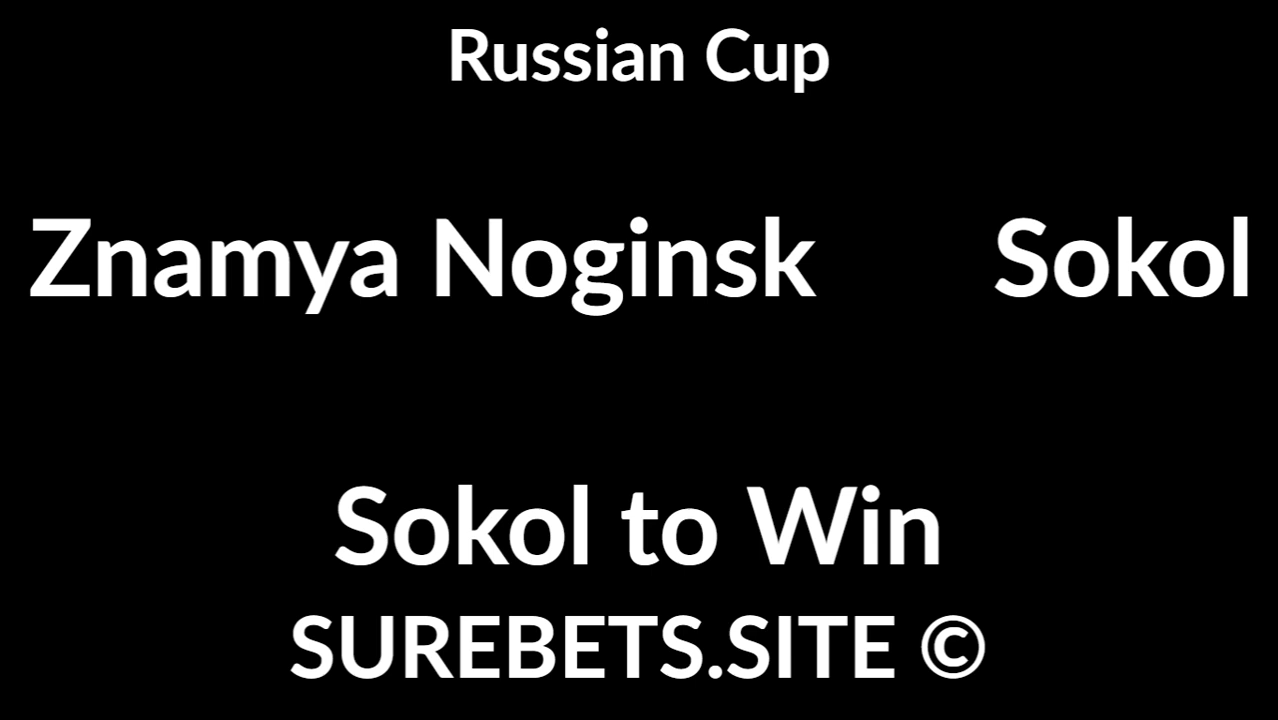 Russian Cup
Znamya Noginsk Sokol
Sokol to Win
SUREBETS.SITE ©